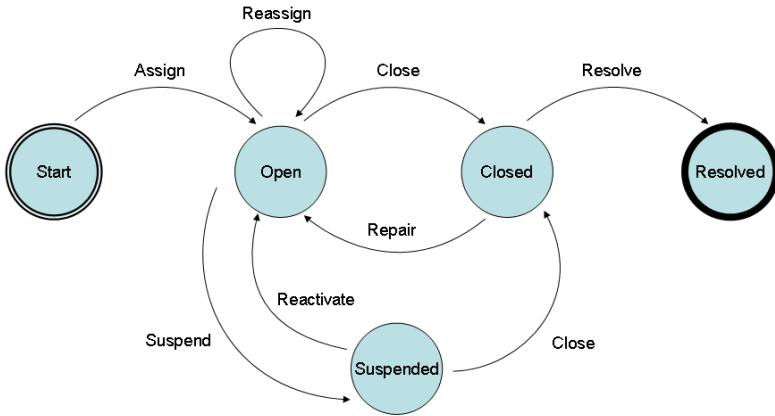 Reassign
Assign
Close
Resolve
Start
Open
Closed
Resolved
Repair
Reactivate
Suspend
Close
Suspended